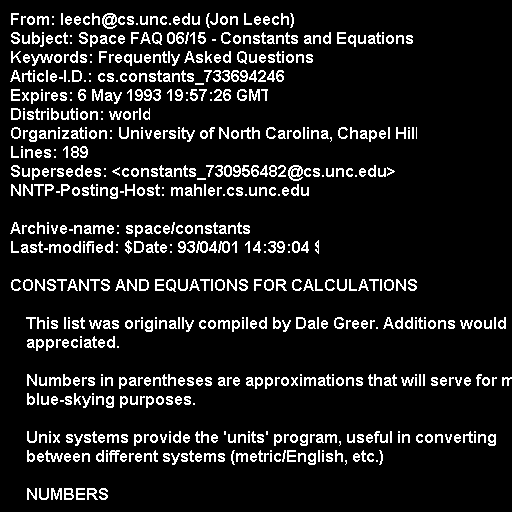 From: leech@cs.unc.edu (Jon Leech)
Subject: Space FAQ 06/15 - Constants and Equations
Keywords: Frequently Asked Questions
Article-I.D.: cs.constants_733694246
Expires: 6 May 1993 19:57:26 GMT
Distribution: world
Organization: University of North Carolina, Chapel Hill
Lines: 189
Supersedes: <constants_730956482@cs.unc.edu>
NNTP-Posting-Host: mahler.cs.unc.edu
Archive-name: space/constants
Last-modified: $Date: 93/04/01 14:39:04 $
CONSTANTS AND EQUATIONS FOR CALCULATIONS
This list was originally compiled by Dale Greer. Additions would
appreciated.
Numbers in parentheses are approximations that will serve for
blue-skying purposes.
Unix systems provide the 'units' program, useful in converting
between different systems (metric/English, etc.)
NUMBERS